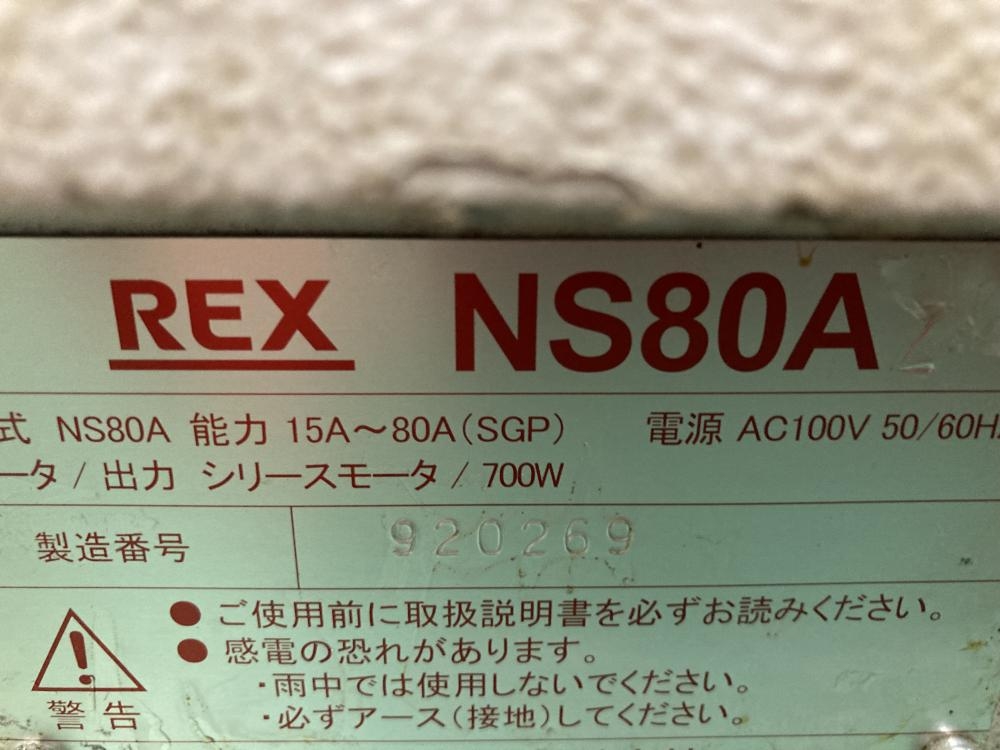 REX NS80A
式 NS80A 能力 15A～80A(SGP) 電源 AC100V 50/60Hz
ータ / 出力 シリースモータ / 700W
製造番号 920269
●ご使用前に取扱説明書を必ずお読みください。
●感電の恐れがあります。
・雨中では使用しないでください。
・必ずアース(接地)してください。
警告